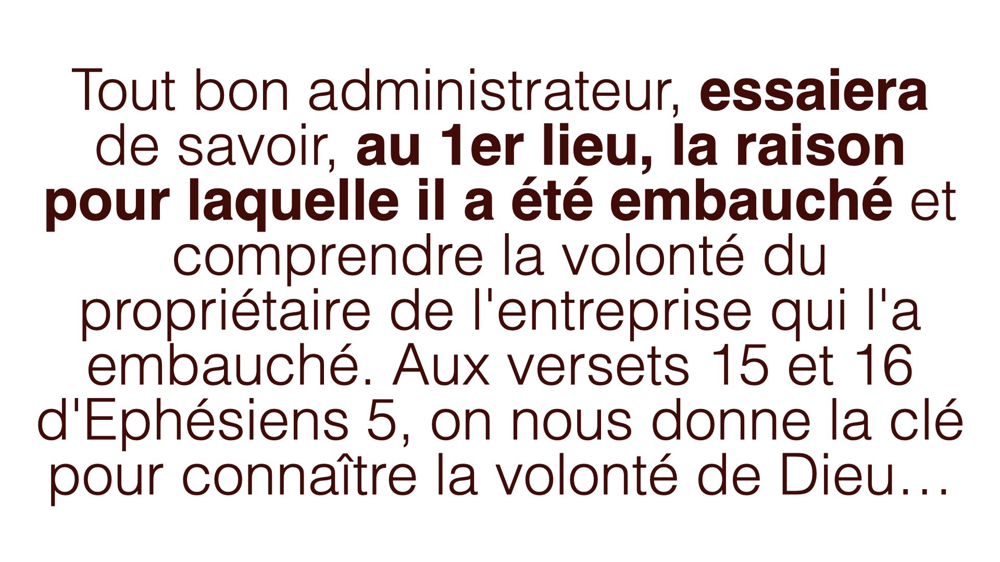 Tout bon administrateur, essaiera
de savoir, au 1er lieu, la raison
pour laquelle il a été embauché et
comprendre la volonté du
propriétaire de l'entreprise qui l'a
embauché. Aux versets 15 et 16
d'Ephésiens 5, on nous donne la clé
pour connaître la volonté de Dieu…